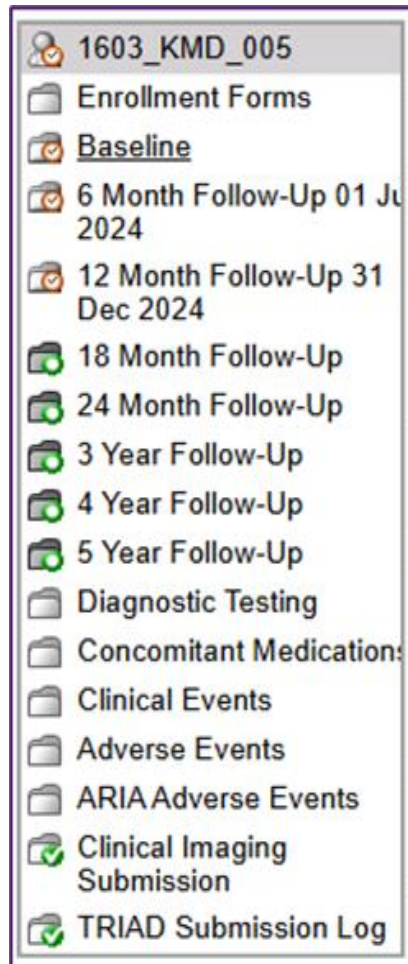 1603_KMD_005
Enrollment Forms
Baseline
6 Month Follow-Up 01 Ju
2024
12 Month Follow-Up 31
Dec 2024
18 Month Follow-Up
24 Month Follow-Up
3 Year Follow-Up
4 Year Follow-Up
5 Year Follow-Up
Diagnostic Testing
Concomitant Medications
Clinical Events
Adverse Events
ARIA Adverse Events
Clinical Imaging
Submission
TRIAD Submission Log